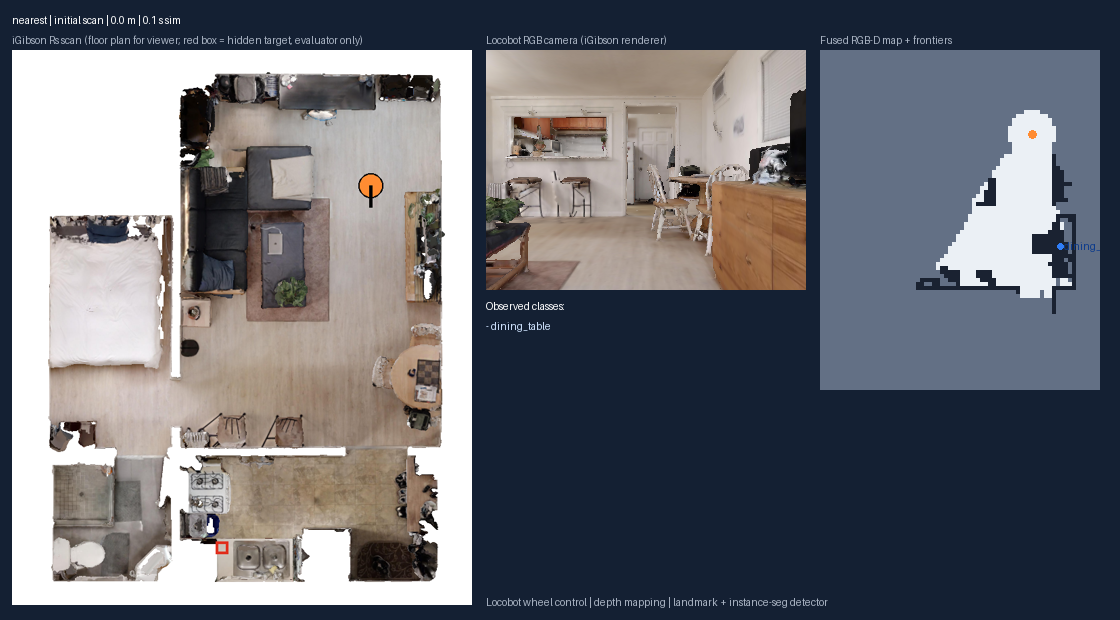 nearest | initial scan | 0.0 m | 0.1 s sim
iGibson Rs scan (floor plan for viewer; red box = hidden target, evaluator only)
Locobot RGB camera (iGibson renderer)
Fused RGB-D map + frontiers
dining_
Observed classes:
- dining_table
Locobot wheel control | depth mapping | landmark + instance-seg detector